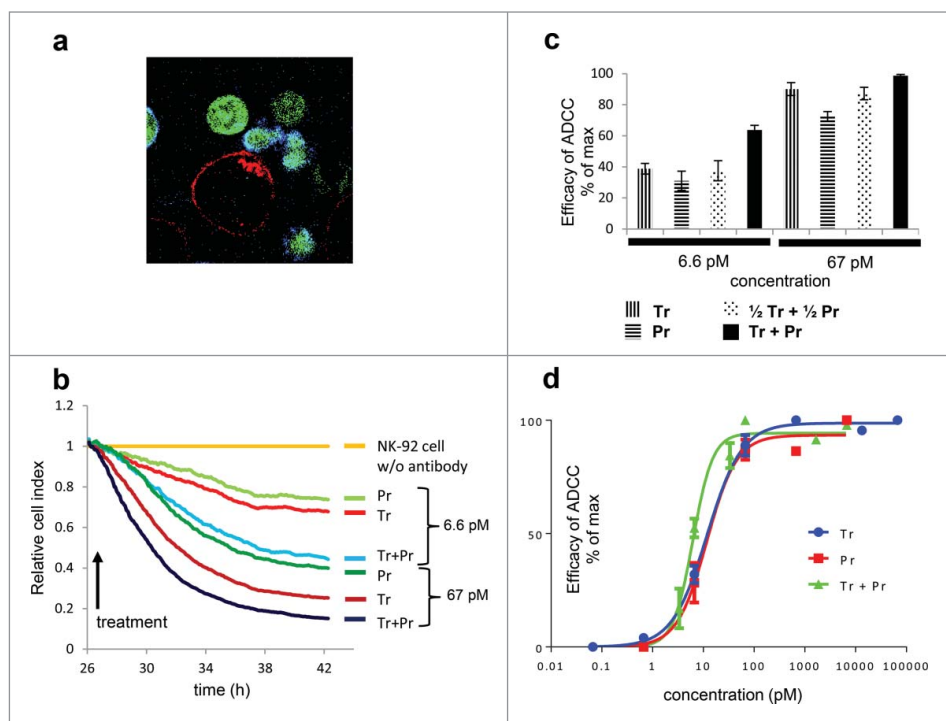 a
c
Efficacy of ADCC
% of max
100
80
60
40
20
0
6.6 pM
67 pM
concentration
Tr
½ Tr + ½ Pr
Pr
Tr + Pr
b
Relative cell index
1.2
1
0.8
0.6
0.4
0.2
0
26
30
34
38
42
time (h)
treatment
NK-92 cell
w/o antibody
Pr
Tr
6.6 pM
Tr+Pr
Pr
Tr
67 pM
Tr+Pr
d
Efficacy of ADCC
% of max
100
50
0
0.01
0.1
1
10
100
1000
10000
100000
concentration (pM)
Tr
Pr
Tr + Pr